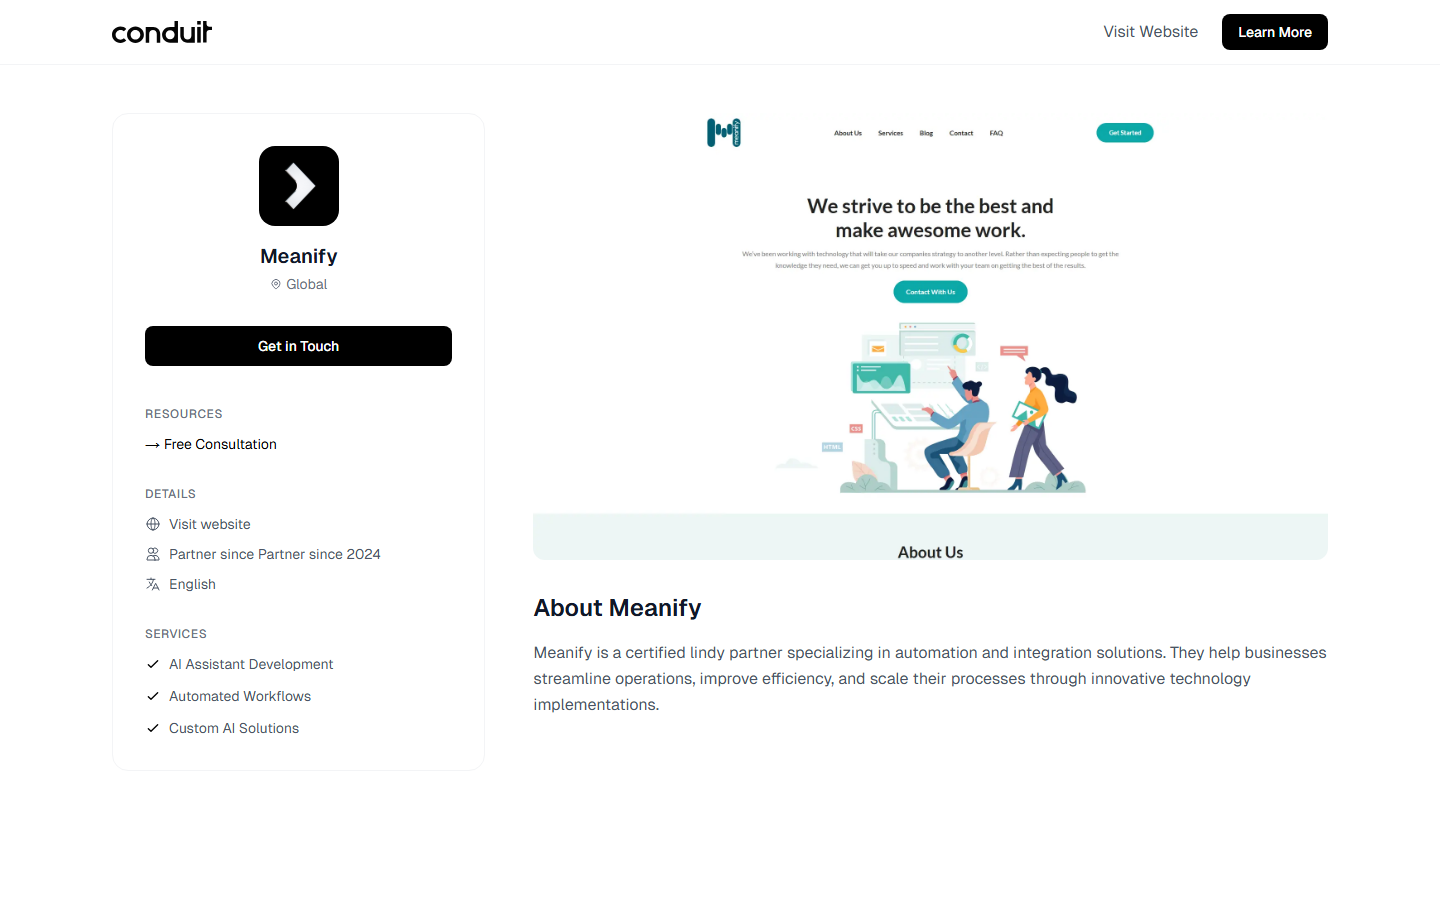 conduit
Visit Website
Learn More
Meanify
Global
Get in Touch
RESOURCES
→ Free Consultation
DETAILS
Visit website
Partner since Partner since 2024
English
SERVICES
AI Assistant Development
Automated Workflows
Custom AI Solutions
meanify
About Us Services Blog Contact FAQ
Get Started
We strive to be the best and
make awesome work.
We've been working with technology that will take our companies strategy to another level. Rather than expecting people to get the
knowledge they need, we can get you up to speed and work with your team on getting the best of the results.
Contact With Us
CSS
HTML
About Us
About Meanify
Meanify is a certified lindy partner specializing in automation and integration solutions. They help businesses
streamline operations, improve efficiency, and scale their processes through innovative technology
implementations.